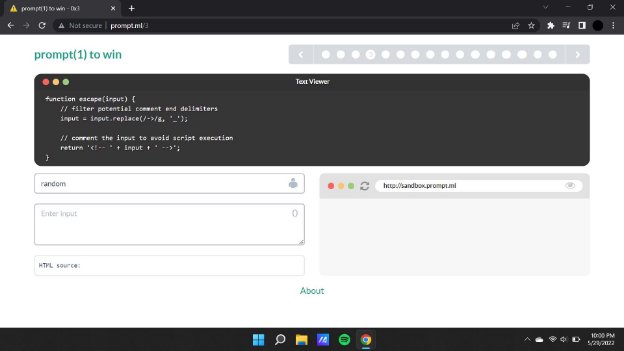 prompt(1) to win - 0x3
Not secure
prompt.ml/3
prompt(1) to win
Text Viewer
function escape(input) {
// filter potential comment end delimiters
input = input.replace(/->/g, '_');
// comment the input to avoid script execution
return '<!-- ' + input + ' -->';
}
random
http://sandbox.prompt.ml
Enter input
()
HTML source:
About
10:00 PM
5/29/2022